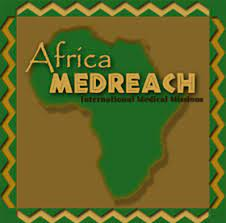 Africa
MEDREACH
International Medical Missions